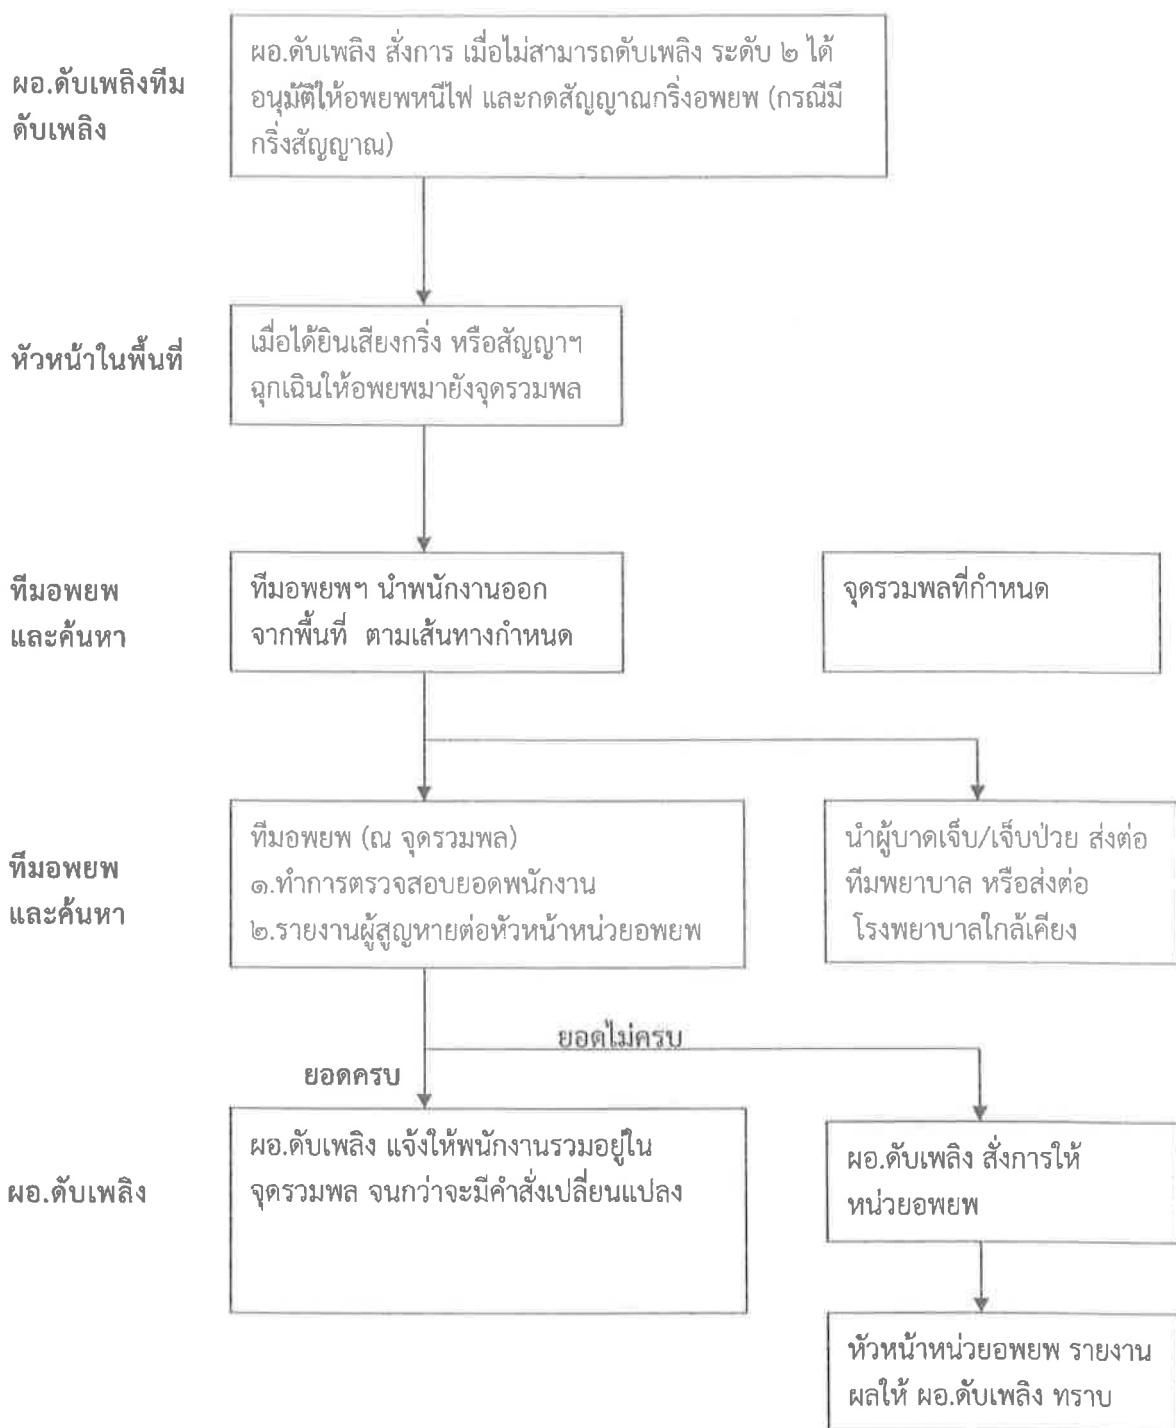 ผอ.ดับเพลิงทีม
ดับเพลิง
ผอ.ดับเพลิง สั่งการ เมื่อไม่สามารถดับเพลิง ระดับ ๒ ได้
อนุมัติให้อพยพหนีไฟ และกดสัญญาณกริ่งอพยพ (กรณีมี
กริ่งสัญญาณ)
หัวหน้าในพื้นที่
เมื่อได้ยินเสียงกริ่ง หรือสัญญาฯ
ฉุกเฉินให้อพยพมายังจุดรวมพล
ทีมอพยพ
และค้นหา
ทีมอพยพฯ นำพนักงานออก
จากพื้นที่ ตามเส้นทางกำหนด
จุดรวมพลที่กำหนด
ทีมอพยพ
และค้นหา
ทีมอพยพ (ณ จุดรวมพล)
๑.ทำการตรวจสอบยอดพนักงาน
๒.รายงานผู้สูญหายต่อหัวหน้าหน่วยอพยพ
นำผู้บาดเจ็บ/เจ็บป่วย ส่งต่อ
ทีมพยาบาล หรือส่งต่อ
โรงพยาบาลใกล้เคียง
ยอดไม่ครบ
ยอดครบ
ผอ.ดับเพลิง
ผอ.ดับเพลิง แจ้งให้พนักงานรวมอยู่ใน
จุดรวมพล จนกว่าจะมีคำสั่งเปลี่ยนแปลง
ผอ.ดับเพลิง สั่งการให้
หน่วยอพยพ
หัวหน้าหน่วยอพยพ รายงาน
ผลให้ ผอ.ดับเพลิง ทราบ